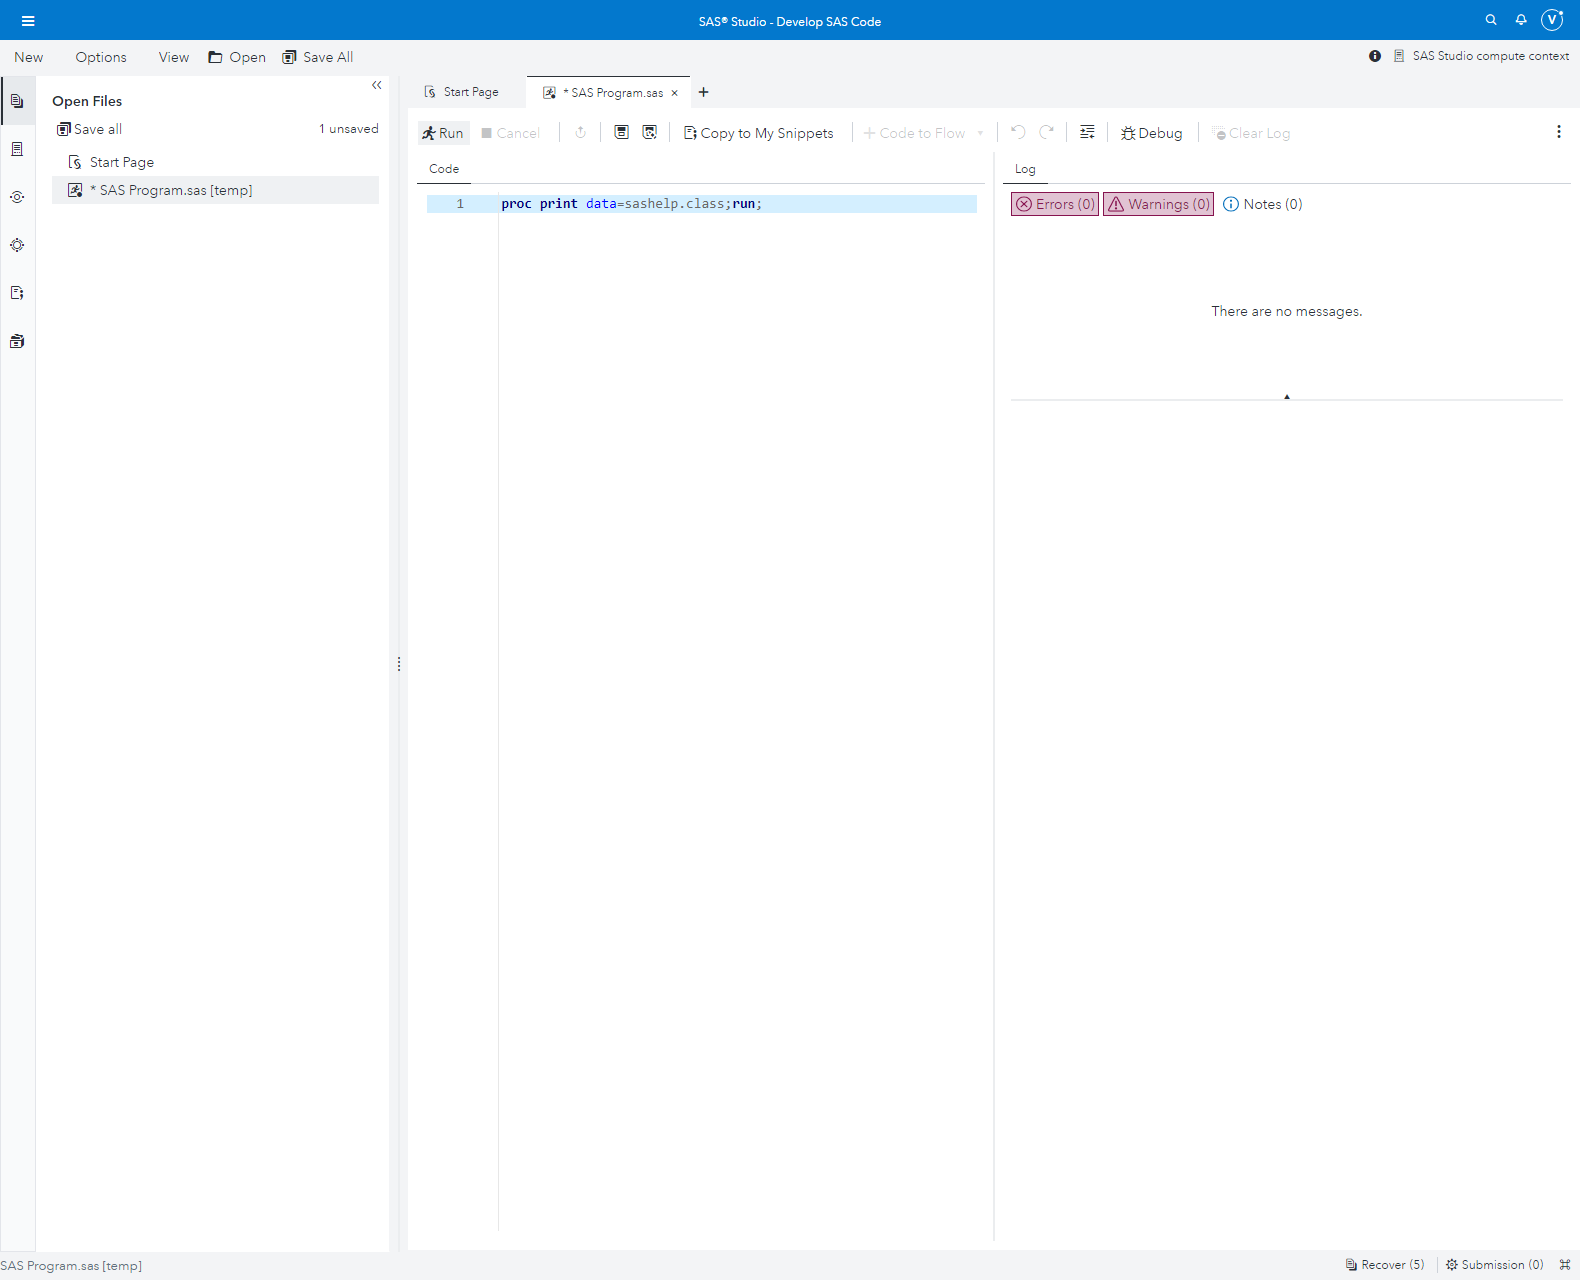 SAS® Studio - Develop SAS Code
V
New Options View Open Save All
SAS Studio compute context
Open Files
Save all
1 unsaved
Start Page
* SAS Program.sas [temp]
Start Page
* SAS Program.sas × +
Run Cancel Copy to My Snippets + Code to Flow Debug Clear Log
Code
1 proc print data=sashelp.class;run;
Log
Errors (0) Warnings (0) Notes (0)
There are no messages.
SAS Program.sas [temp]
Recover (5) Submission (0)